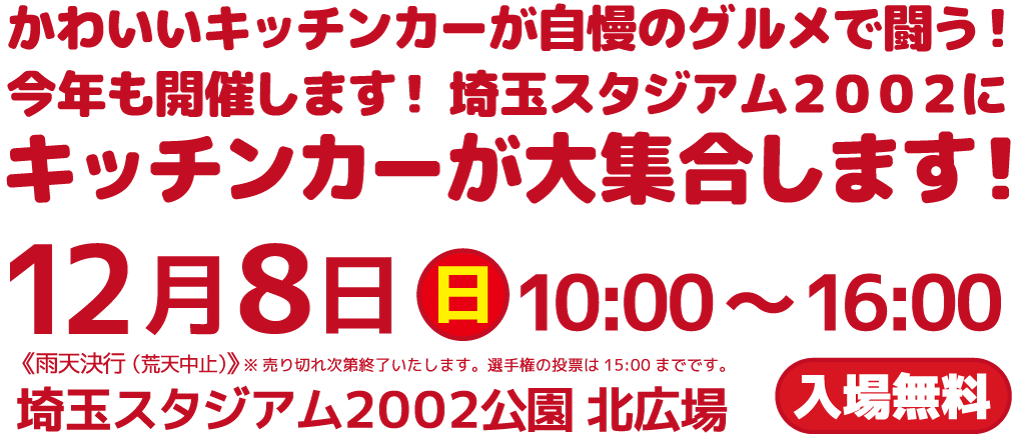 かわいいキッチンカーが自慢のグルメで闘う！
今年も開催します！ 埼玉スタジアム２００２に
キッチンカーが大集合します！
12月8日 日 10:00～16:00
《雨天決行（荒天中止）》※ 売り切れ次第終了いたします。選手権の投票は 15:00 までです。
埼玉スタジアム2002公園 北広場
入場無料